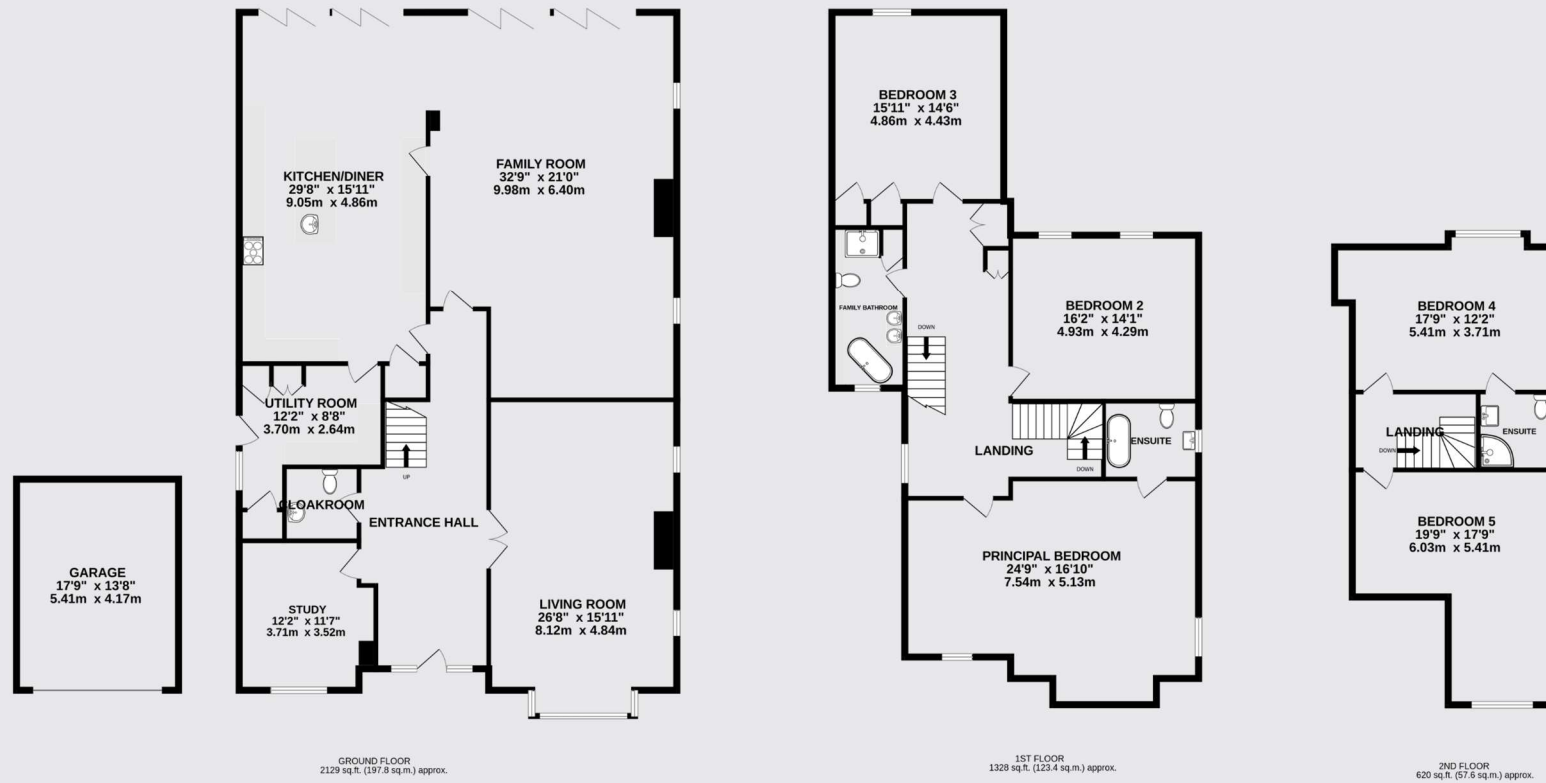 KITCHEN/DINER
29'8" x 15'11"
9.05m x 4.86m
FAMILY ROOM
32'9" x 21'0"
9.98m x 6.40m
UTILITY ROOM
12'2" x 8'8"
3.70m x 2.64m
UP
CLOAKROOM
ENTRANCE HALL
GARAGE
17'9" x 13'8"
5.41m x 4.17m
STUDY
12'2" x 11'7"
3.71m x 3.52m
LIVING ROOM
26'8" x 15'11"
8.12m x 4.84m
GROUND FLOOR
2129 sq.ft. (197.8 sq.m.) approx.
BEDROOM 3
15'11" x 14'6"
4.86m x 4.43m
FAMILY BATHROOM
DOWN
BEDROOM 2
16'2" x 14'1"
4.93m x 4.29m
LANDING
DOWN
ENSUITE
PRINCIPAL BEDROOM
24'9" x 16'10"
7.54m x 5.13m
1ST FLOOR
1328 sq.ft. (123.4 sq.m.) approx.
BEDROOM 4
17'9" x 12'2"
5.41m x 3.71m
LANDING
DOWN
ENSUITE
BEDROOM 5
19'9" x 17'9"
6.03m x 5.41m
2ND FLOOR
620 sq.ft. (57.6 sq.m.) approx.